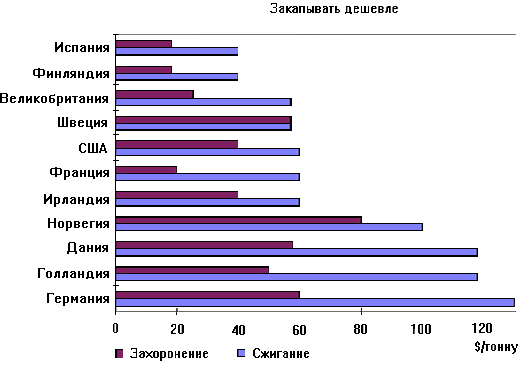 Закапывать дешевле
Испания
Финляндия
Великобритания
Швеция
США
Франция
Ирландия
Норвегия
Дания
Голландия
Германия
0 20 40 60 80 100 120
$/тонну
Захоронение Сжигание